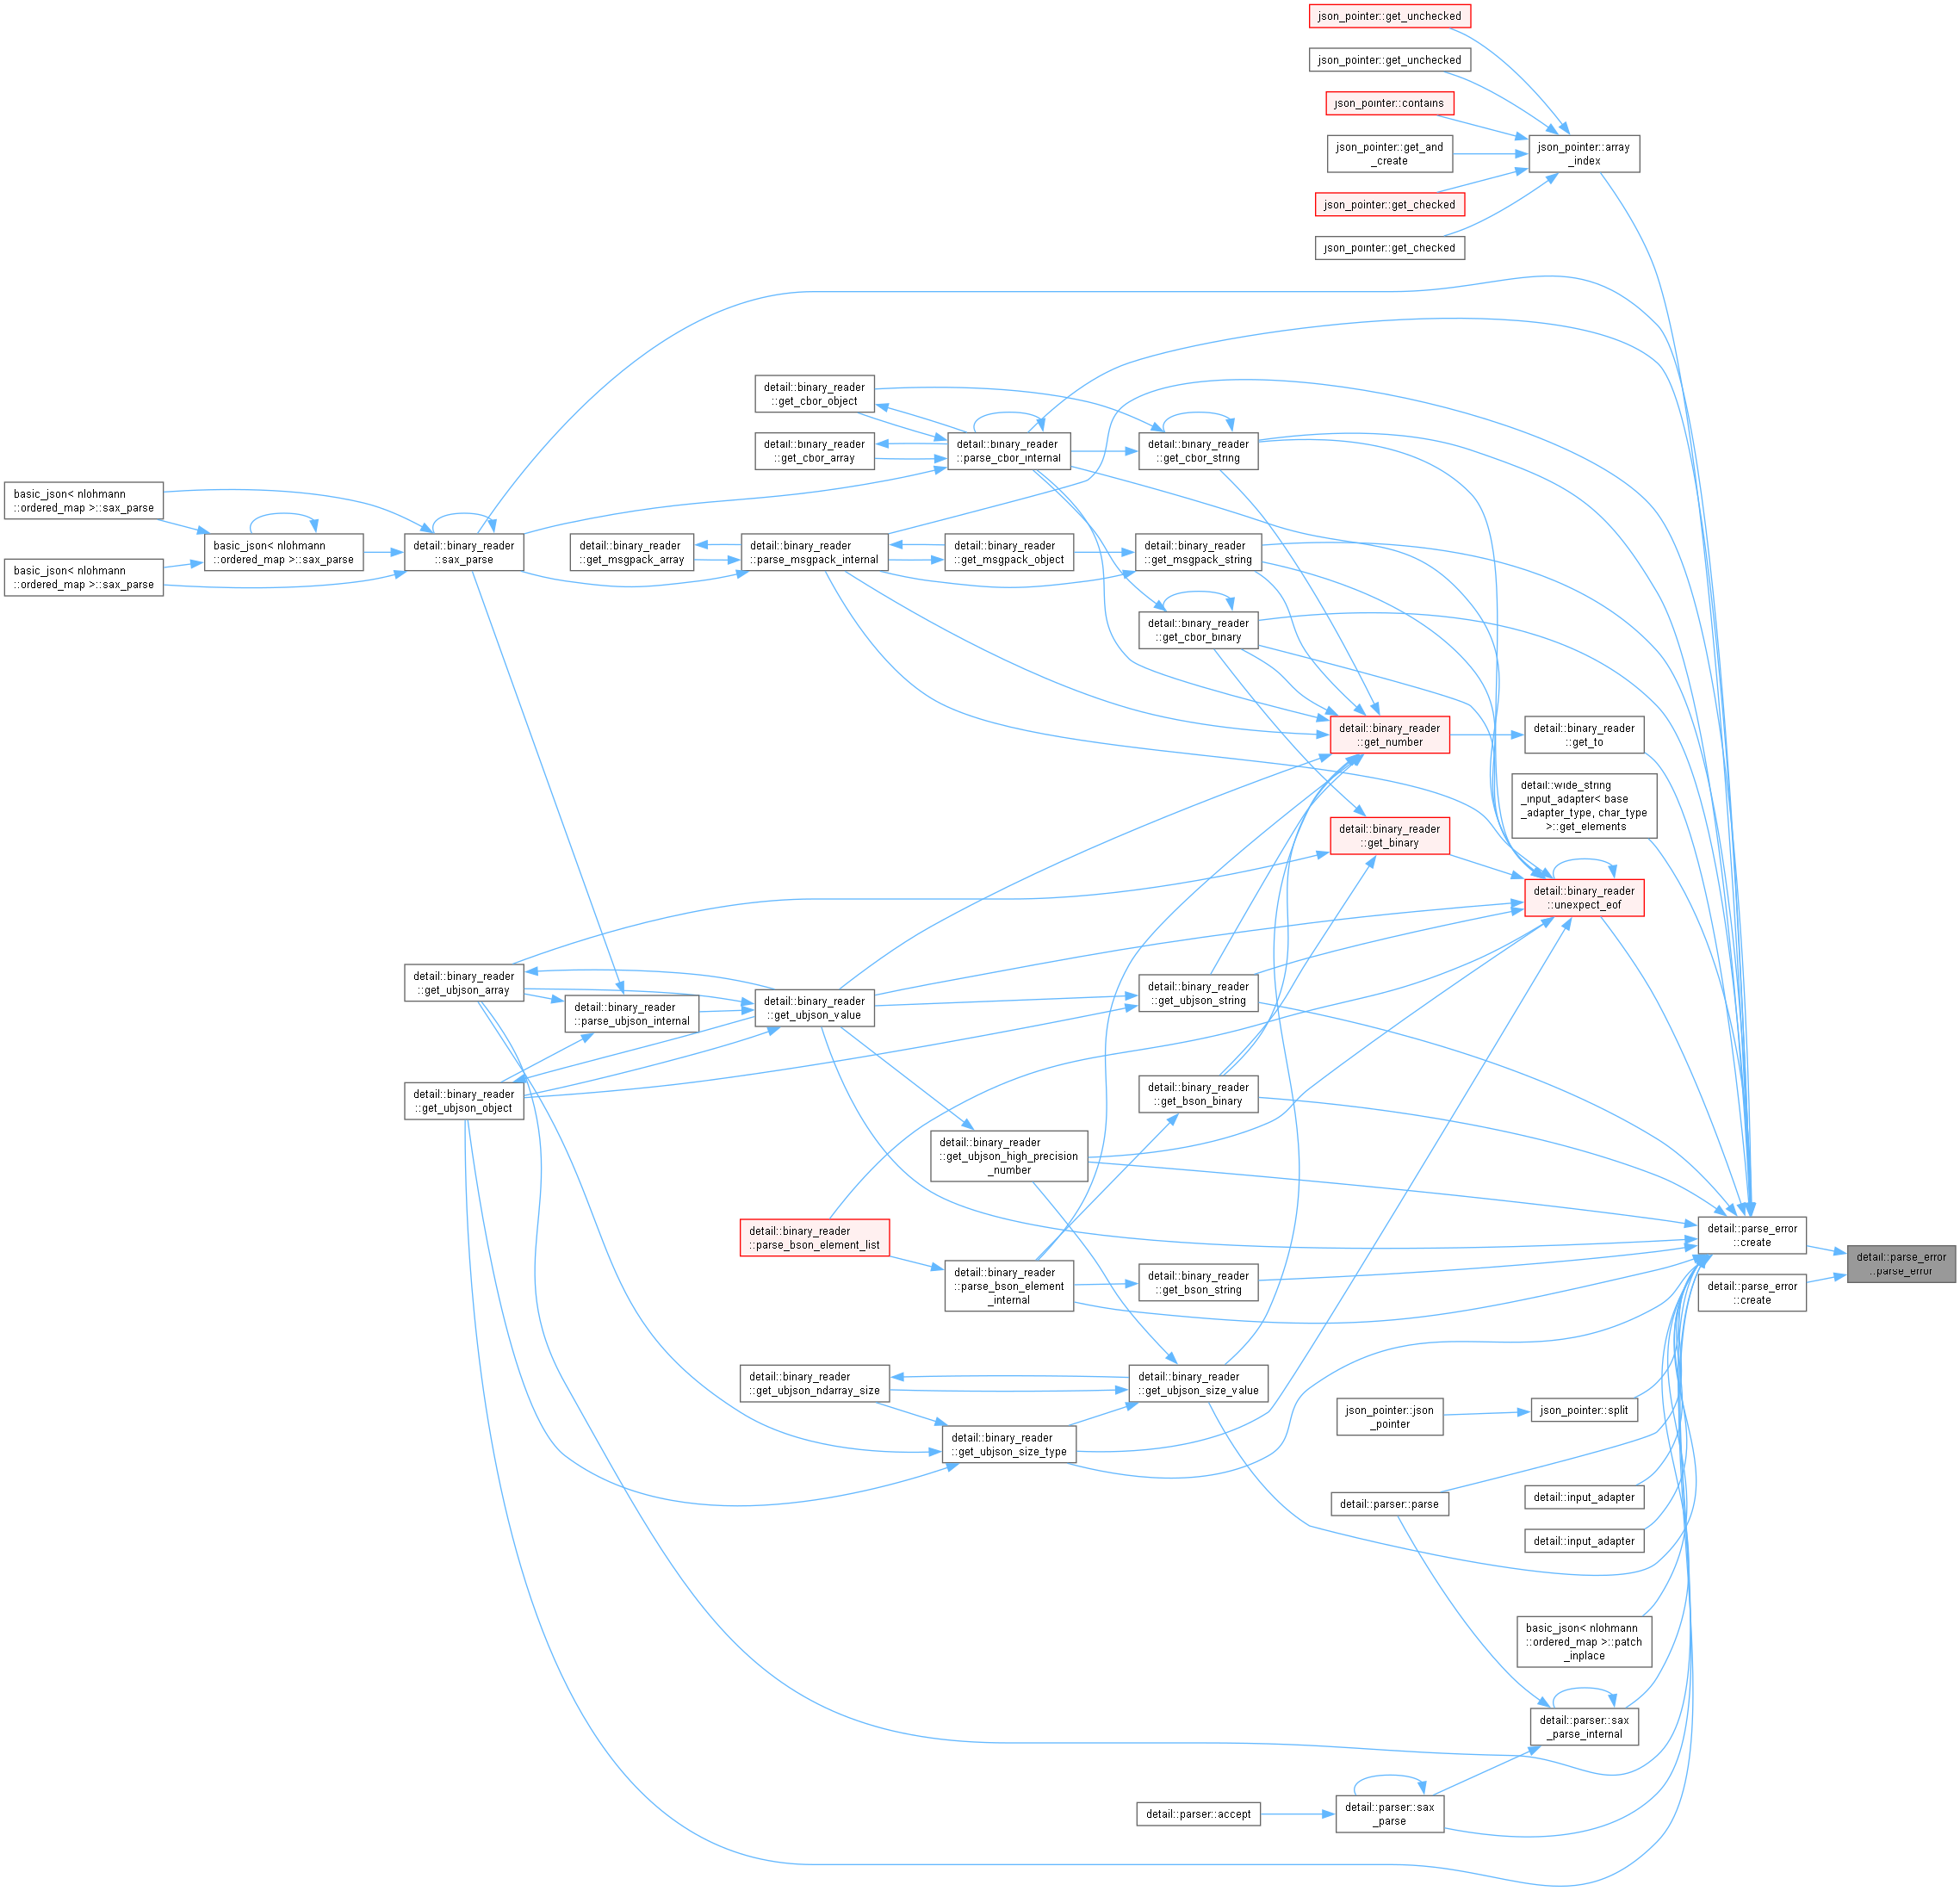 json_pointer::get_unchecked
json_pointer::get_unchecked
json_pointer::contains
json_pointer::get_and
_create
json_pointer::get_checked
json_pointer::get_checked
json_pointer::array
_index
detail::binary_reader
::get_cbor_object
detail::binary_reader
::get_cbor_array
detail::binary_reader
::parse_cbor_internal
detail::binary_reader
::get_cbor_string
basic_json< nlohmann
::ordered_map >::sax_parse
basic_json< nlohmann
::ordered_map >::sax_parse
basic_json< nlohmann
::ordered_map >::sax_parse
detail::binary_reader
::sax_parse
detail::binary_reader
::get_msgpack_array
detail::binary_reader
::parse_msgpack_internal
detail::binary_reader
::get_msgpack_object
detail::binary_reader
::get_msgpack_string
detail::binary_reader
::get_cbor_binary
detail::binary_reader
::get_number
detail::binary_reader
::get_to
detail::wide_string
_input_adapter< base
_adapter_type, char_type
>::get_elements
detail::binary_reader
::get_binary
detail::binary_reader
::unexpect_eof
detail::binary_reader
::get_ubjson_array
detail::binary_reader
::parse_ubjson_internal
detail::binary_reader
::get_ubjson_value
detail::binary_reader
::get_ubjson_string
detail::binary_reader
::get_ubjson_object
detail::binary_reader
::get_bson_binary
detail::binary_reader
::get_ubjson_high_precision
_number
detail::binary_reader
::parse_bson_element_list
detail::binary_reader
::parse_bson_element
_internal
detail::binary_reader
::get_bson_string
detail::parse_error
::create
detail::parse_error
::parse_error
detail::parse_error
::create
detail::binary_reader
::get_ubjson_ndarray_size
detail::binary_reader
::get_ubjson_size_value
detail::binary_reader
::get_ubjson_size_type
json_pointer::json
_pointer
json_pointer::split
detail::parser::parse
detail::input_adapter
detail::input_adapter
basic_json< nlohmann
::ordered_map >::patch
_inplace
detail::parser::sax
_parse_internal
detail::parser::accept
detail::parser::sax
_parse